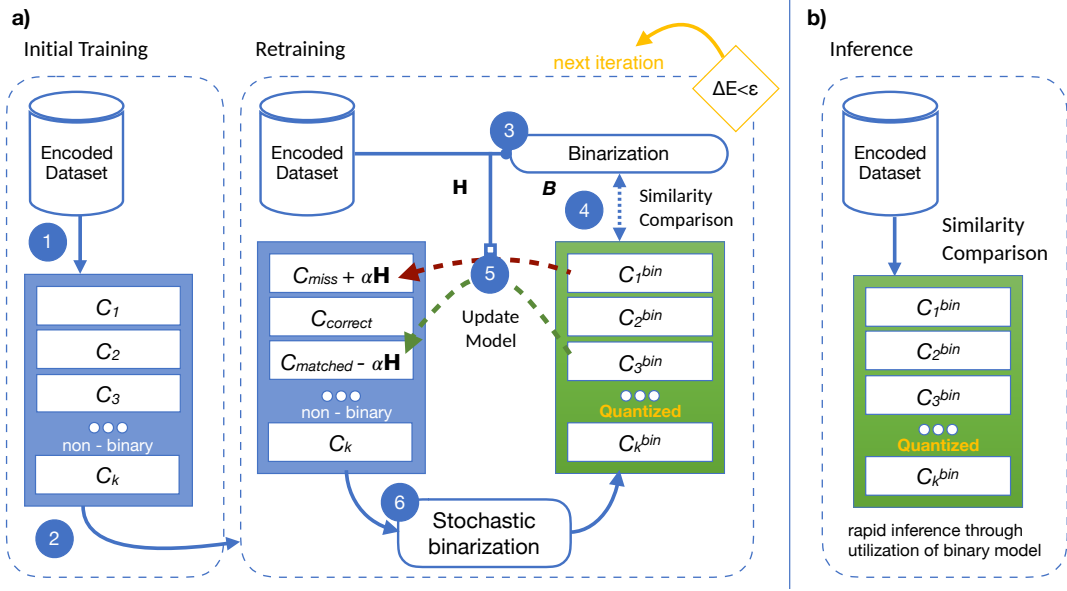 a)
Initial Training
Encoded
Dataset
1
C1
C2
C3
non - binary
Ck
2
Retraining
next iteration
ΔE<ε
Encoded
Dataset
3
Binarization
H
B
4
Similarity
Comparison
Cmiss + αH
Ccorrect
Cmatched - αH
non - binary
Ck
5
Update
Model
C1bin
C2bin
C3bin
Quantized
Ckbin
6
Stochastic
binarization
b)
Inference
Encoded
Dataset
Similarity
Comparison
C1bin
C2bin
C3bin
Quantized
Ckbin
rapid inference through
utilization of binary model